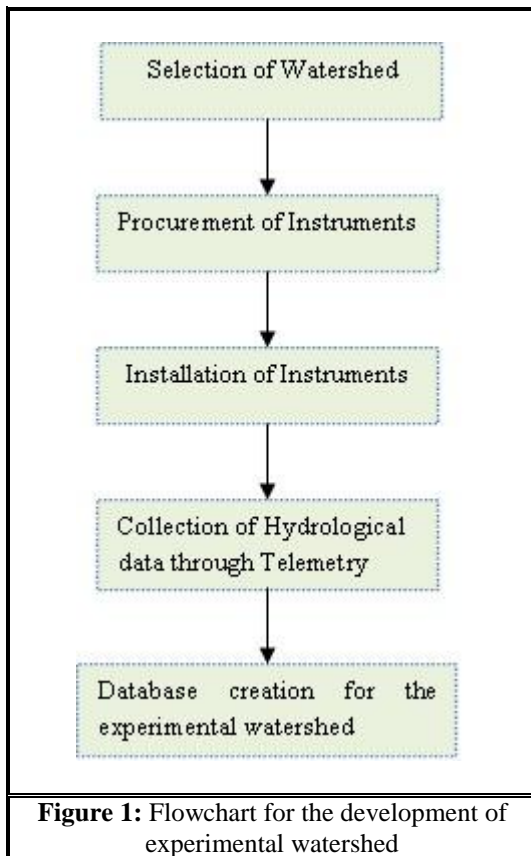 Selection of Watershed
Procurement of Instruments
Installation of Instruments
Collection of Hydrological
data through Telemetry
Database creation for the
experimental watershed
Figure 1: Flowchart for the development of
experimental watershed